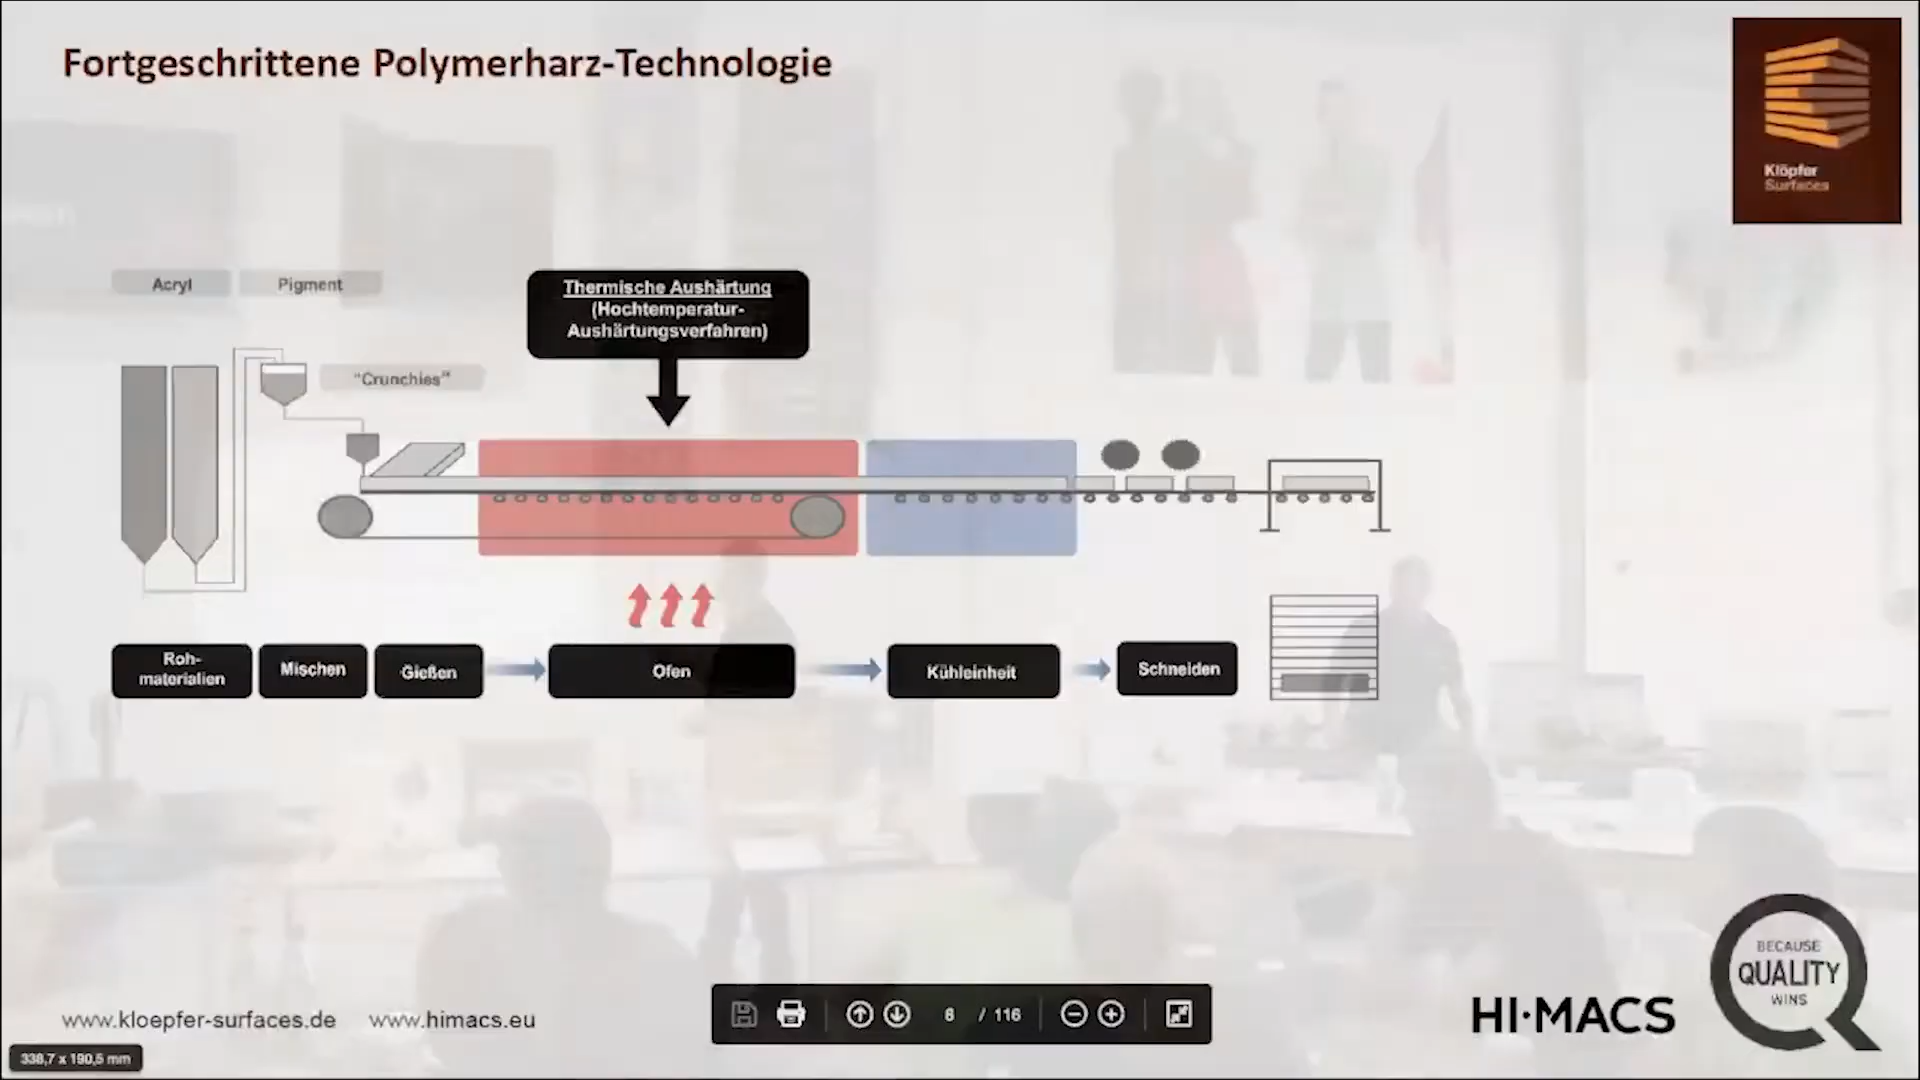 Fortgeschrittene Polymerharz-Technologie
Klöpfer
Surfaces
Acryl
Pigment
Thermische Aushärtung
(Hochtemperatur-
Aushärtungsverfahren)
"Crunchies"
Roh-
materialien
Mischen
Gießen
Ofen
Kühleinheit
Schneiden
BECAUSE
QUALITY
WINS
HI·MACS
www.kloepfer-surfaces.de
www.himacs.eu
6 / 116
338,7 x 190,5 mm